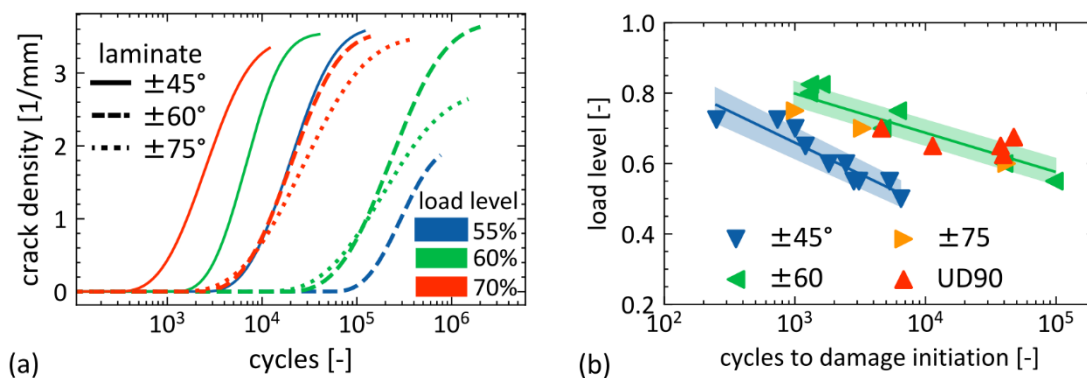 (a)
crack density [1/mm]
3
2
1
0
laminate
±45°
±60°
±75°
load level
55%
60%
70%
10³
10⁴
10⁵
10⁶
cycles [-]
(b)
load level [-]
1.0
0.8
0.6
0.4
0.2
±45°
±75
±60
UD90
10²
10³
10⁴
10⁵
cycles to damage initiation [-]